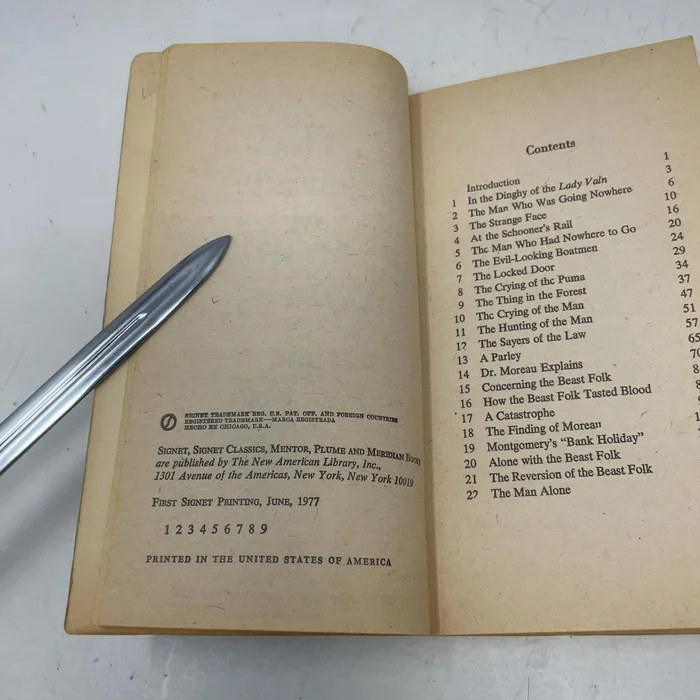 SIGNET TRADEMARK REG. U.S. PAT. OFF. AND FOREIGN COUNTRIES
REGISTERED TRADEMARK—MARCA REGISTRADA
HECHO EN CHICAGO, U.S.A.
SIGNET, SIGNET CLASSICS, MENTOR, PLUME AND MERIDIAN BOOKS
are published by The New American Library, Inc.,
1301 Avenue of the Americas, New York, New York 10019
FIRST SIGNET PRINTING, JUNE, 1977
1 2 3 4 5 6 7 8 9
PRINTED IN THE UNITED STATES OF AMERICA
Contents
Introduction 1
1 In the Dinghy of the Lady Vain 3
2 The Man Who Was Going Nowhere 6
3 The Strange Face 10
4 At the Schooner's Rail 16
5 The Man Who Had Nowhere to Go 20
6 The Evil-Looking Boatmen 24
7 The Locked Door 29
8 The Crying of the Puma 34
9 The Thing in the Forest 37
10 The Crying of the Man 47
11 The Hunting of the Man 51
12 The Sayers of the Law 57
13 A Parley 65
14 Dr. Moreau Explains 70
15 Concerning the Beast Folk
16 How the Beast Folk Tasted Blood
17 A Catastrophe
18 The Finding of Morean
19 Montgomery's "Bank Holiday"
20 Alone with the Beast Folk
21 The Reversion of the Beast Folk
22 The Man Alone